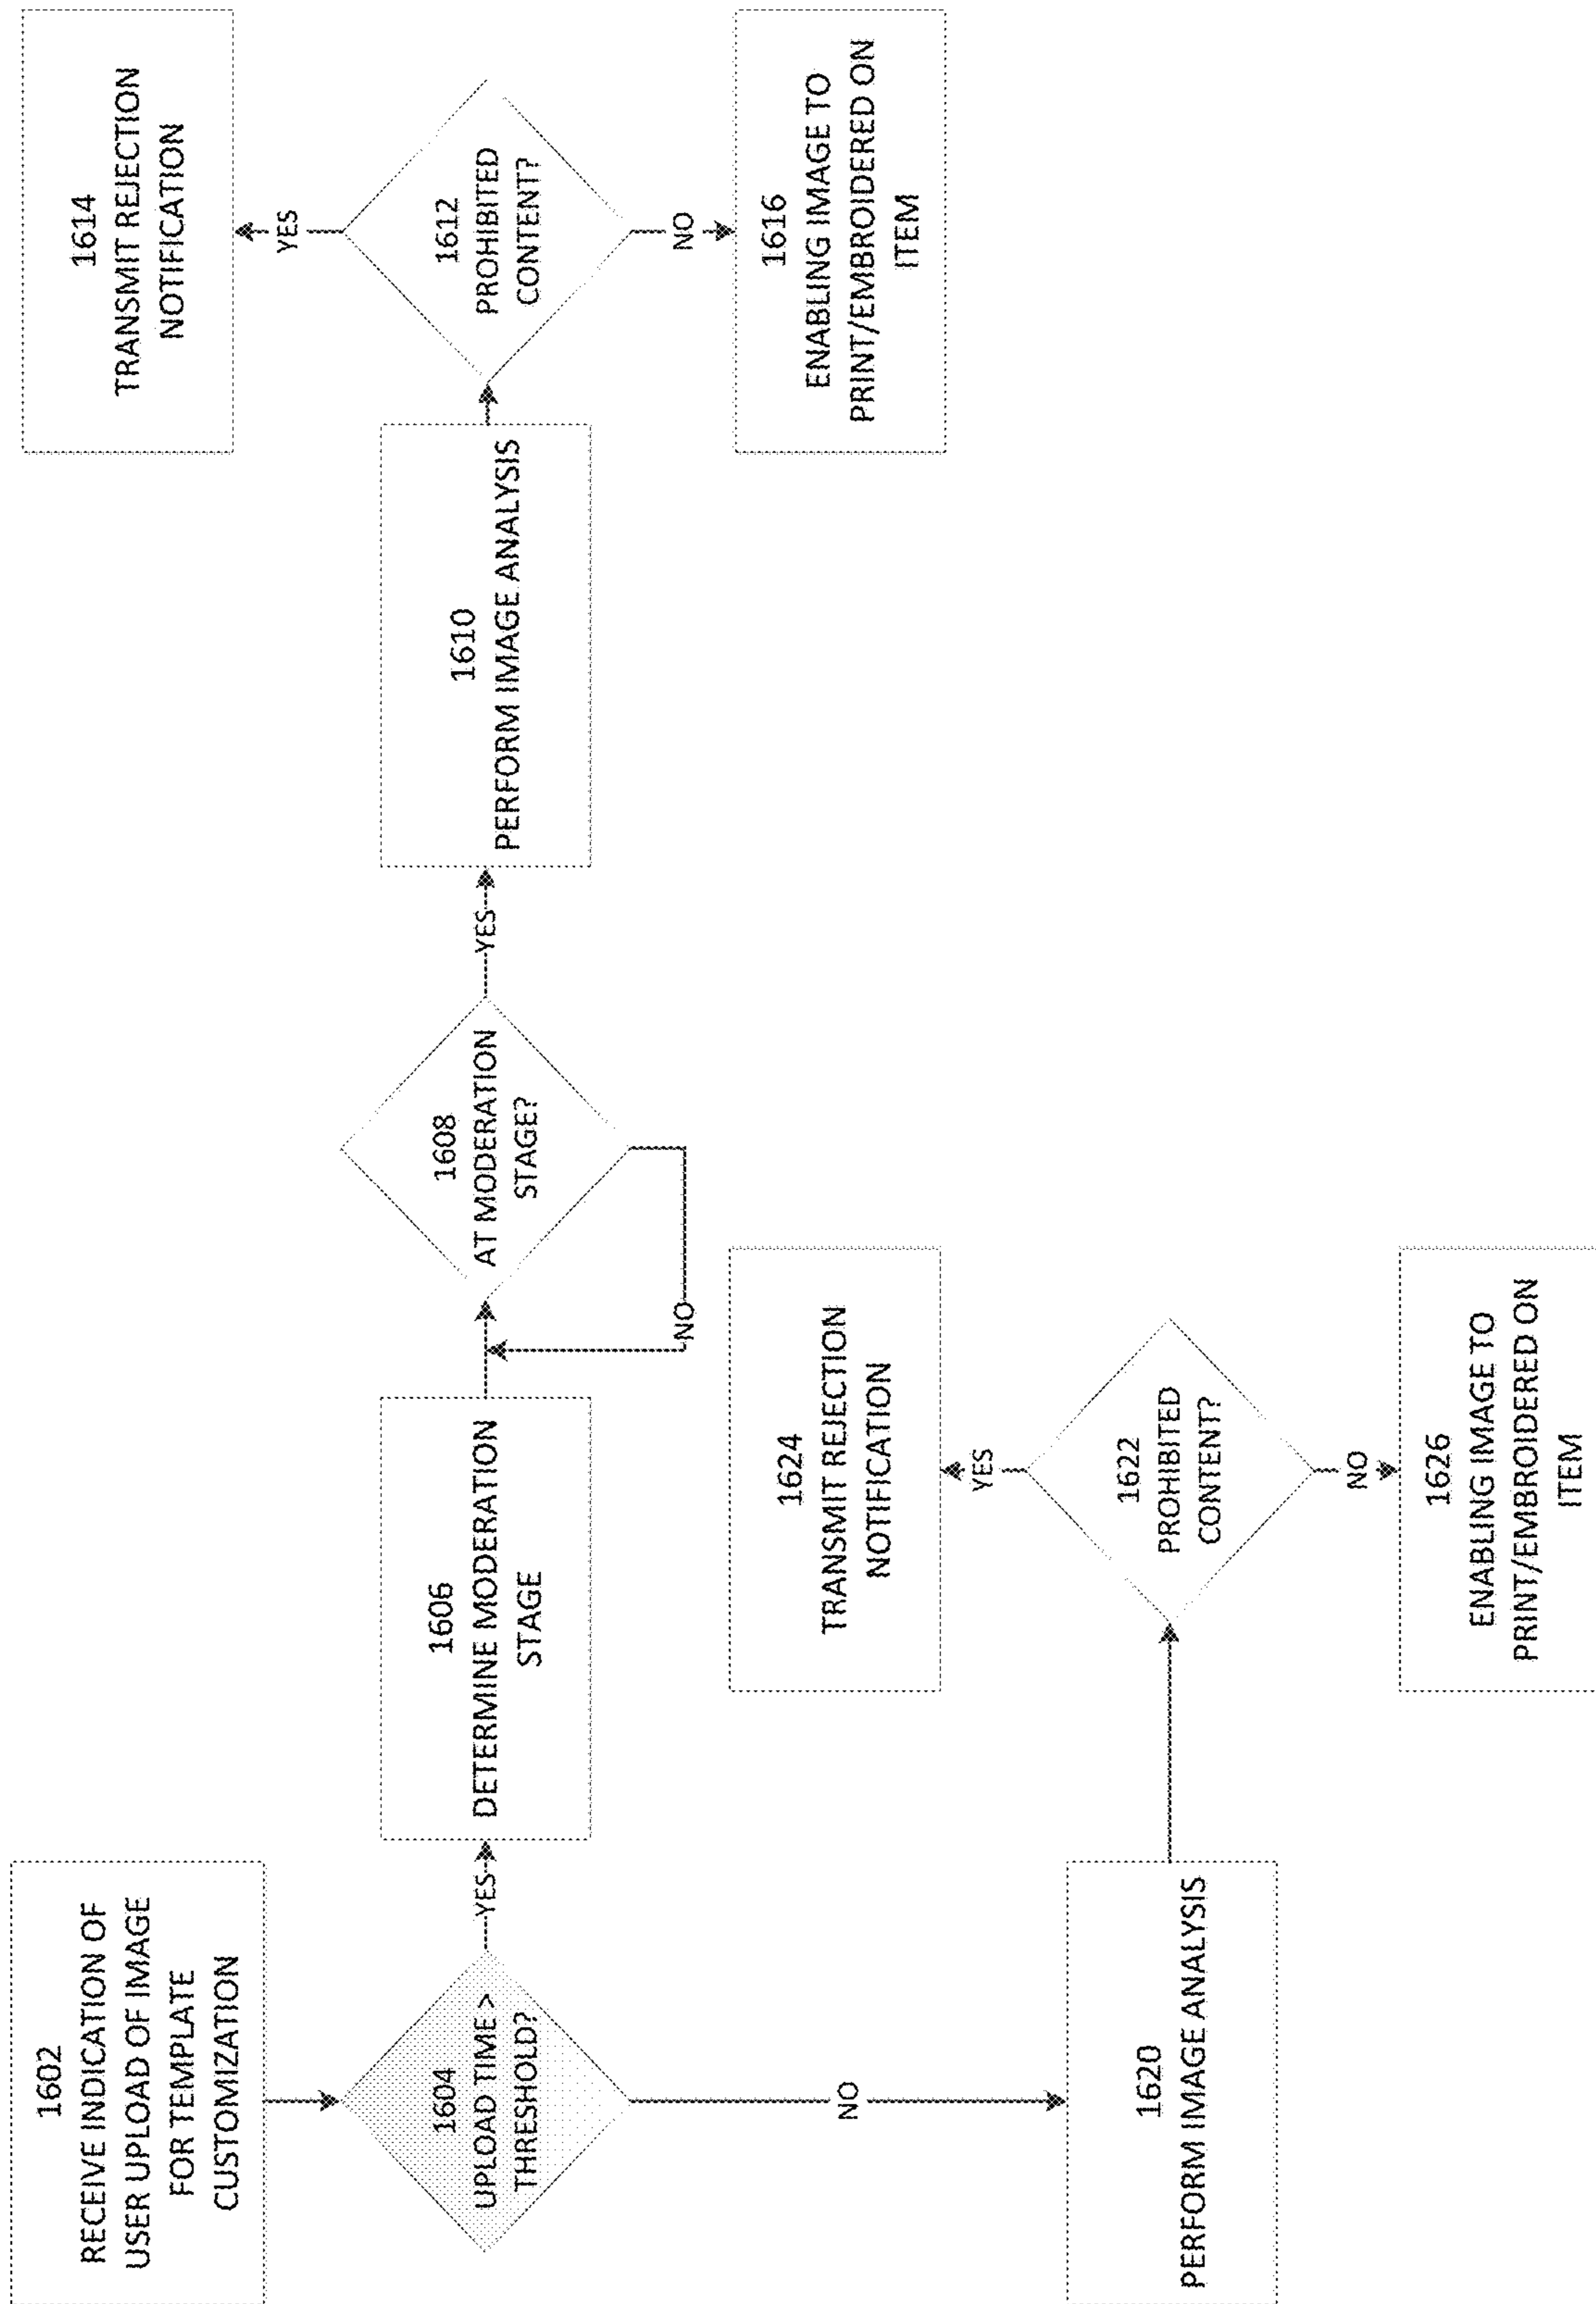 1602
RECEIVE INDICATION OF
USER UPLOAD OF IMAGE
FOR TEMPLATE
CUSTOMIZATION
1604
UPLOAD TIME >
THRESHOLD?
YES
1606
DETERMINE MODERATION
STAGE
1608
AT MODERATION
STAGE?
NO
YES
1610
PERFORM IMAGE ANALYSIS
1612
PROHIBITED
CONTENT?
YES
1614
TRANSMIT REJECTION
NOTIFICATION
NO
1616
ENABLING IMAGE TO
PRINT/EMBROIDERED ON
ITEM
NO
1620
PERFORM IMAGE ANALYSIS
1622
PROHIBITED
CONTENT?
YES
1624
TRANSMIT REJECTION
NOTIFICATION
NO
1626
ENABLING IMAGE TO
PRINT/EMBROIDERED ON
ITEM